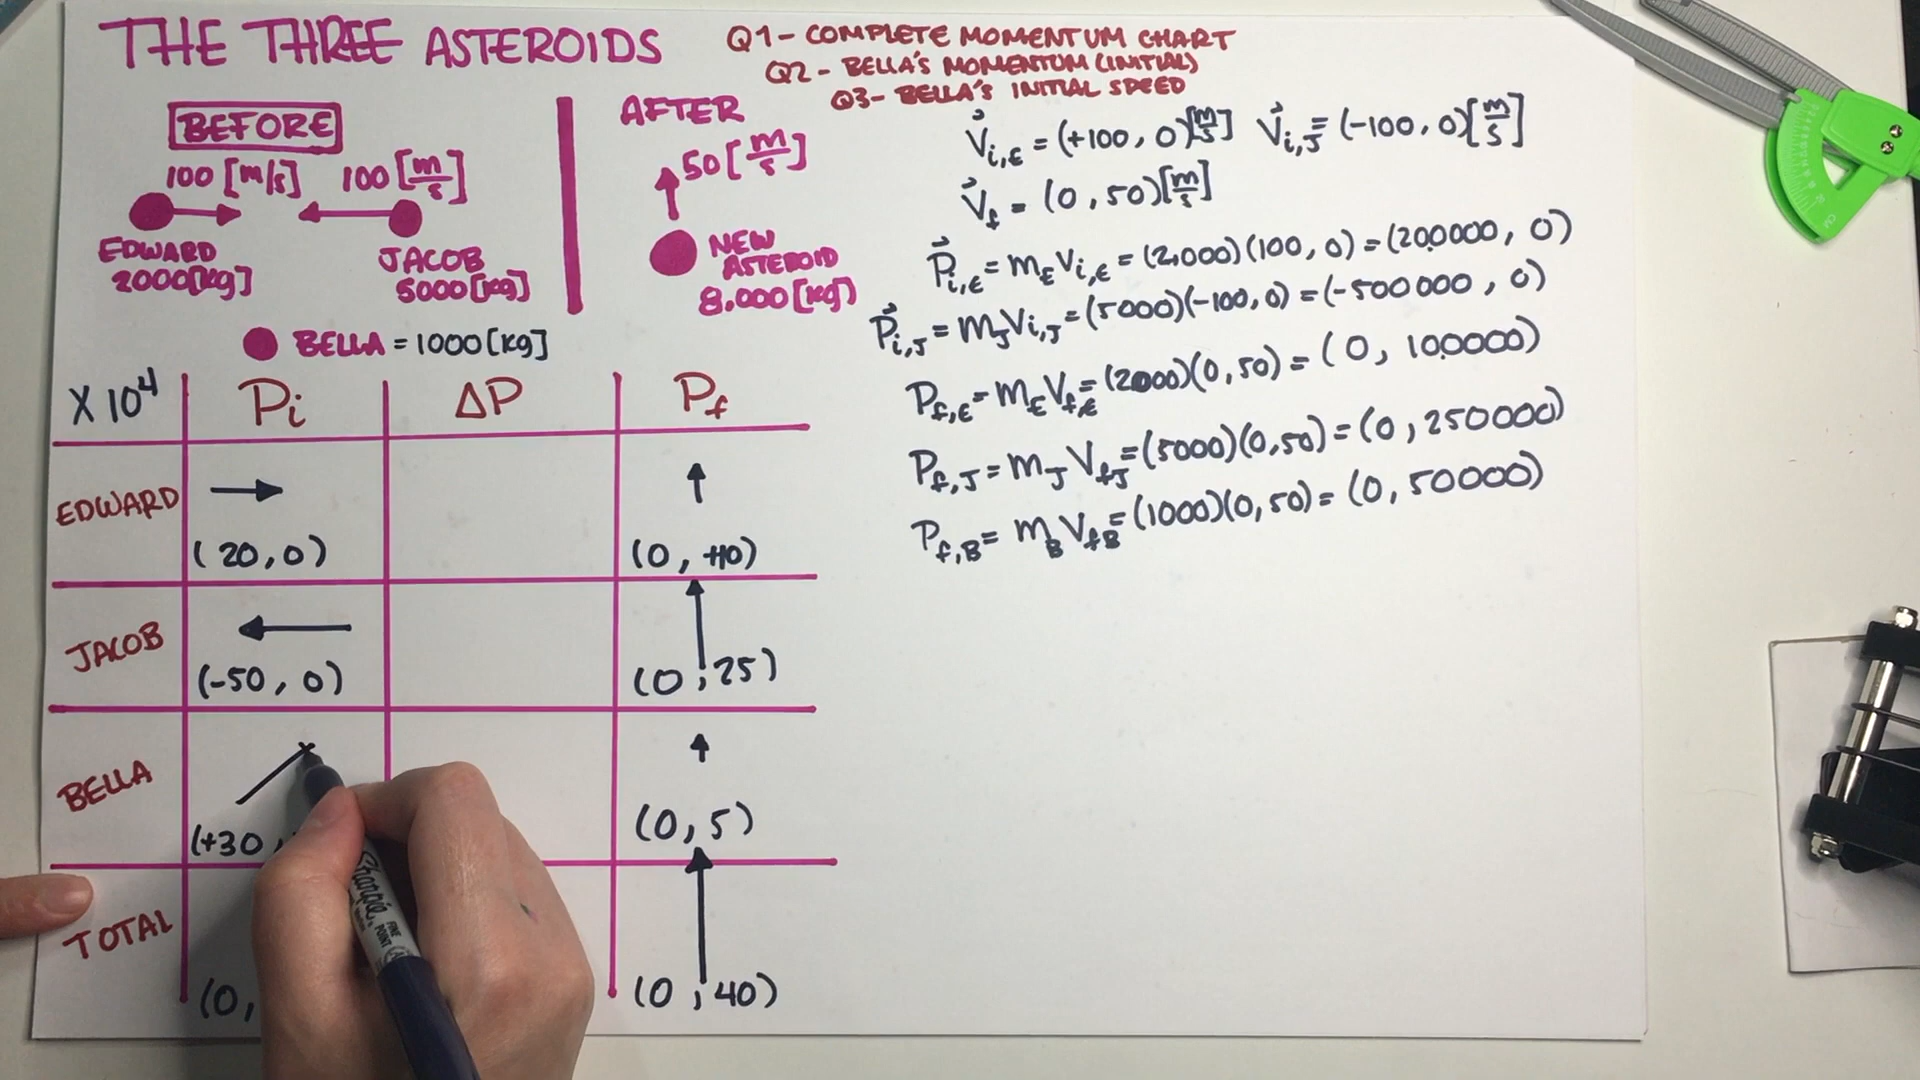 THE THREE ASTEROIDS
Q1 - COMPLETE MOMENTUM CHART
Q2 - BELLA'S MOMENTUM (INITIAL)
Q3 - BELLA'S INITIAL SPEED
BEFORE
100 [m/s] 100 [m/s]
EDWARD
2000[kg]
JACOB
5000[kg]
BELLA = 1000[kg]
AFTER
50 [m/s]
NEW
ASTEROID
8,000[kg]
V⃗i,E = (+100, 0)[m/s] V⃗i,J = (-100, 0)[m/s]
V⃗f = (0, 50)[m/s]
P⃗i,E = mE Vi,E = (2,000)(100, 0) = (200000, 0)
P⃗i,J = mJ Vi,J = (5000)(-100, 0) = (-500000, 0)
Pf,E = mE Vf,E = (2000)(0, 50) = (0, 100000)
Pf,J = mJ VfJ = (5000)(0, 50) = (0, 250000)
Pf,B = mB VfB = (1000)(0, 50) = (0, 50000)
X 10⁴ Pi ΔP Pf
EDWARD (20, 0) (0, +10)
JACOB (-50, 0) (0, 25)
BELLA (+30, (0, 5)
TOTAL (0, (0, 40)
Sharpie
FINE
POINT